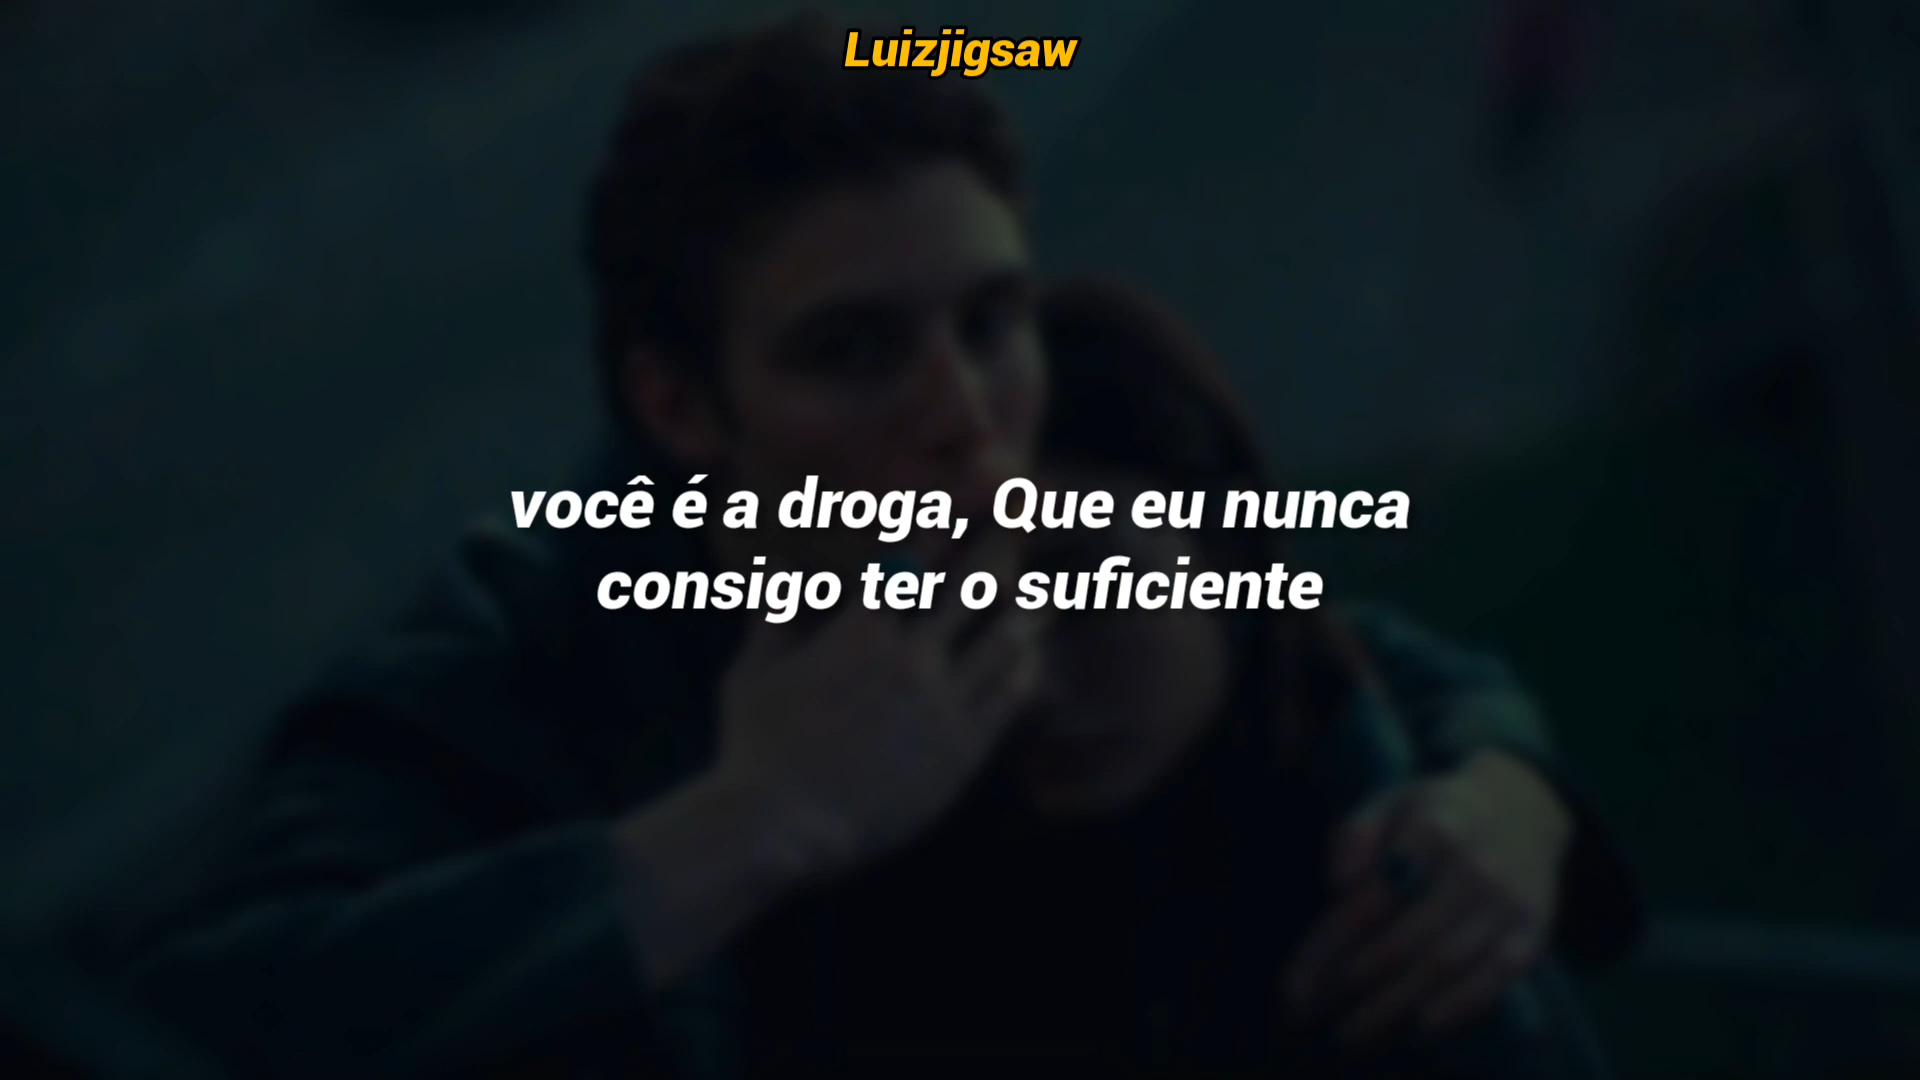 Luizjigsaw
você é a droga, Que eu nunca
consigo ter o suficiente